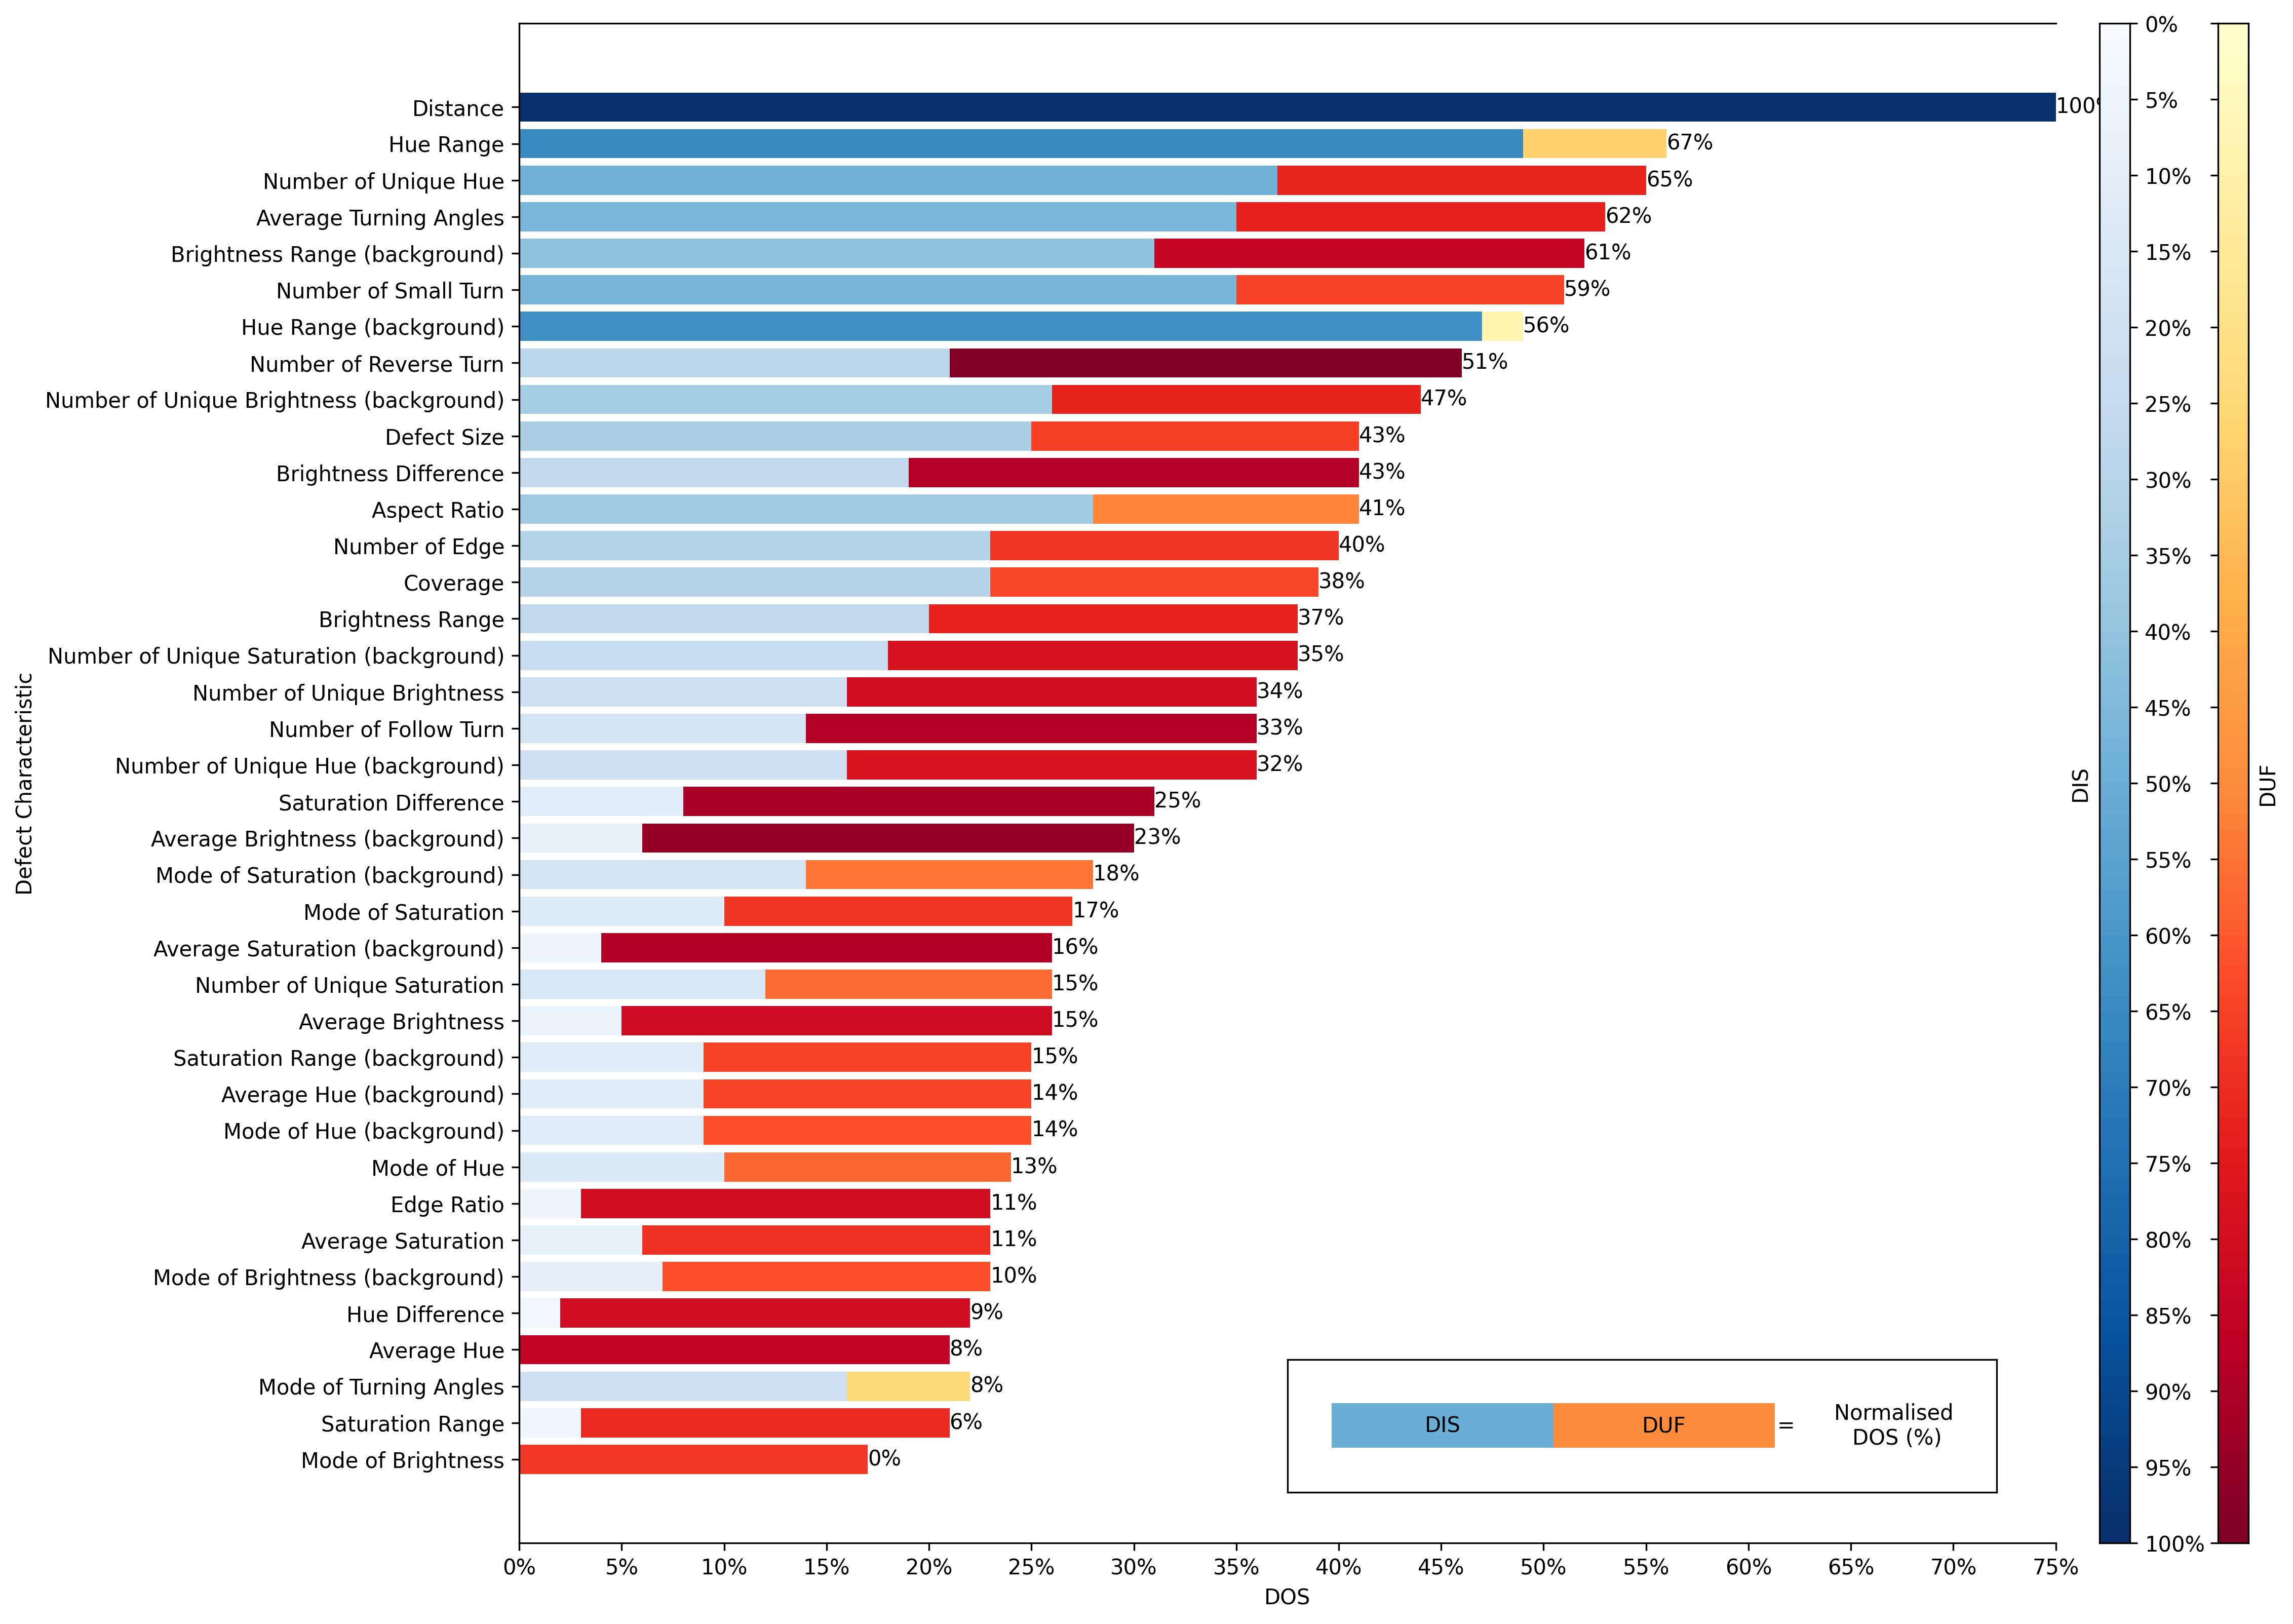 Defect Characteristic
Distance 100%
Hue Range 67%
Number of Unique Hue 65%
Average Turning Angles 62%
Brightness Range (background) 61%
Number of Small Turn 59%
Hue Range (background) 56%
Number of Reverse Turn 51%
Number of Unique Brightness (background) 47%
Defect Size 43%
Brightness Difference 43%
Aspect Ratio 41%
Number of Edge 40%
Coverage 38%
Brightness Range 37%
Number of Unique Saturation (background) 35%
Number of Unique Brightness 34%
Number of Follow Turn 33%
Number of Unique Hue (background) 32%
Saturation Difference 25%
Average Brightness (background) 23%
Mode of Saturation (background) 18%
Mode of Saturation 17%
Average Saturation (background) 16%
Number of Unique Saturation 15%
Average Brightness 15%
Saturation Range (background) 15%
Average Hue (background) 14%
Mode of Hue (background) 14%
Mode of Hue 13%
Edge Ratio 11%
Average Saturation 11%
Mode of Brightness (background) 10%
Hue Difference 9%
Average Hue 8%
Mode of Turning Angles 8%
Saturation Range 6%
Mode of Brightness 0%
DIS DUF = Normalised
DOS (%)
0% 5% 10% 15% 20% 25% 30% 35% 40% 45% 50% 55% 60% 65% 70% 75%
DOS
DIS
0%
5%
10%
15%
20%
25%
30%
35%
40%
45%
50%
55%
60%
65%
70%
75%
80%
85%
90%
95%
100%
DUF